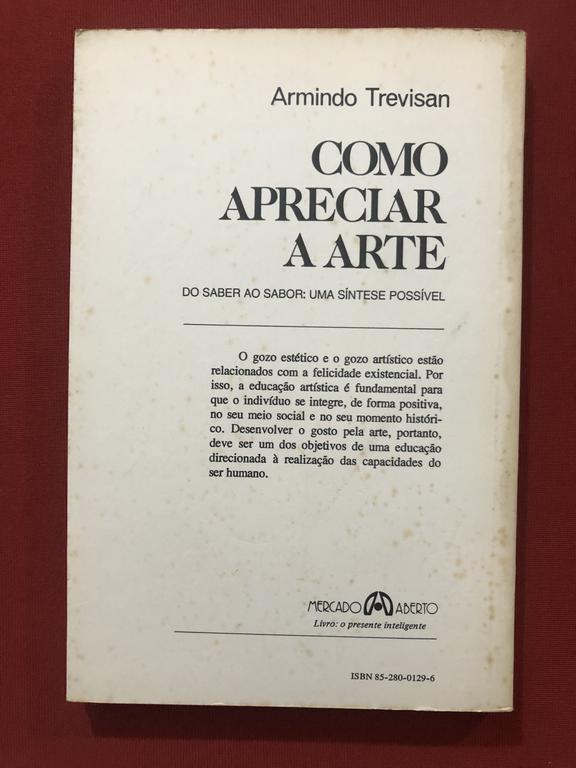 Armindo Trevisan
COMO
APRECIAR
A ARTE
DO SABER AO SABOR: UMA SÍNTESE POSSÍVEL
O gozo estético e o gozo artístico estão
relacionados com a felicidade existencial. Por
isso, a educação artística é fundamental para
que o indivíduo se integre, de forma positiva,
no seu meio social e no seu momento históri-
co. Desenvolver o gosto pela arte, portanto,
deve ser um dos objetivos de uma educação
direcionada à realização das capacidades do
ser humano.
MERCADO ABERTO
Livro: o presente inteligente
ISBN 85-280-0129-6